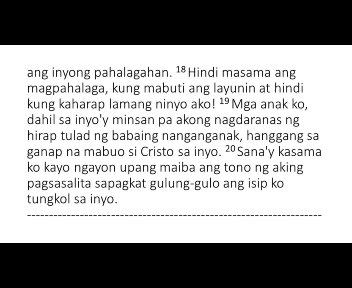 ang inyong pahalagahan. 18 Hindi masama ang
magpahalaga, kung mabuti ang layunin at hindi
kung kaharap lamang ninyo ako! 19 Mga anak ko,
dahil sa inyo'y minsan pa akong nagdaranas ng
hirap tulad ng babaing nanganganak, hanggang sa
ganap na mabuo si Cristo sa inyo. 20 Sana'y kasama
ko kayo ngayon upang maiba ang tono ng aking
pagsasalita sapagkat gulung-gulo ang isip ko
tungkol sa inyo.
----------------------------------------------------------------------